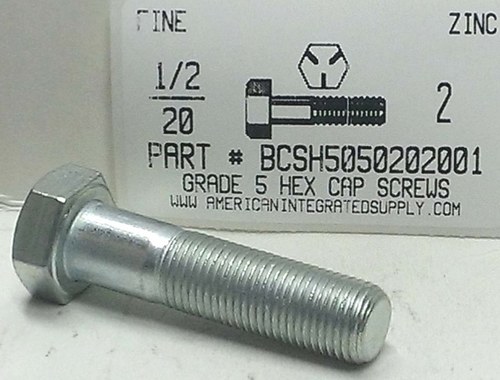 FINE ZINC
1/2
20
2
PART # BCSH5050202001
GRADE 5 HEX CAP SCREWS
WWW.AMERICANINTEGRATEDSUPPLY.COM